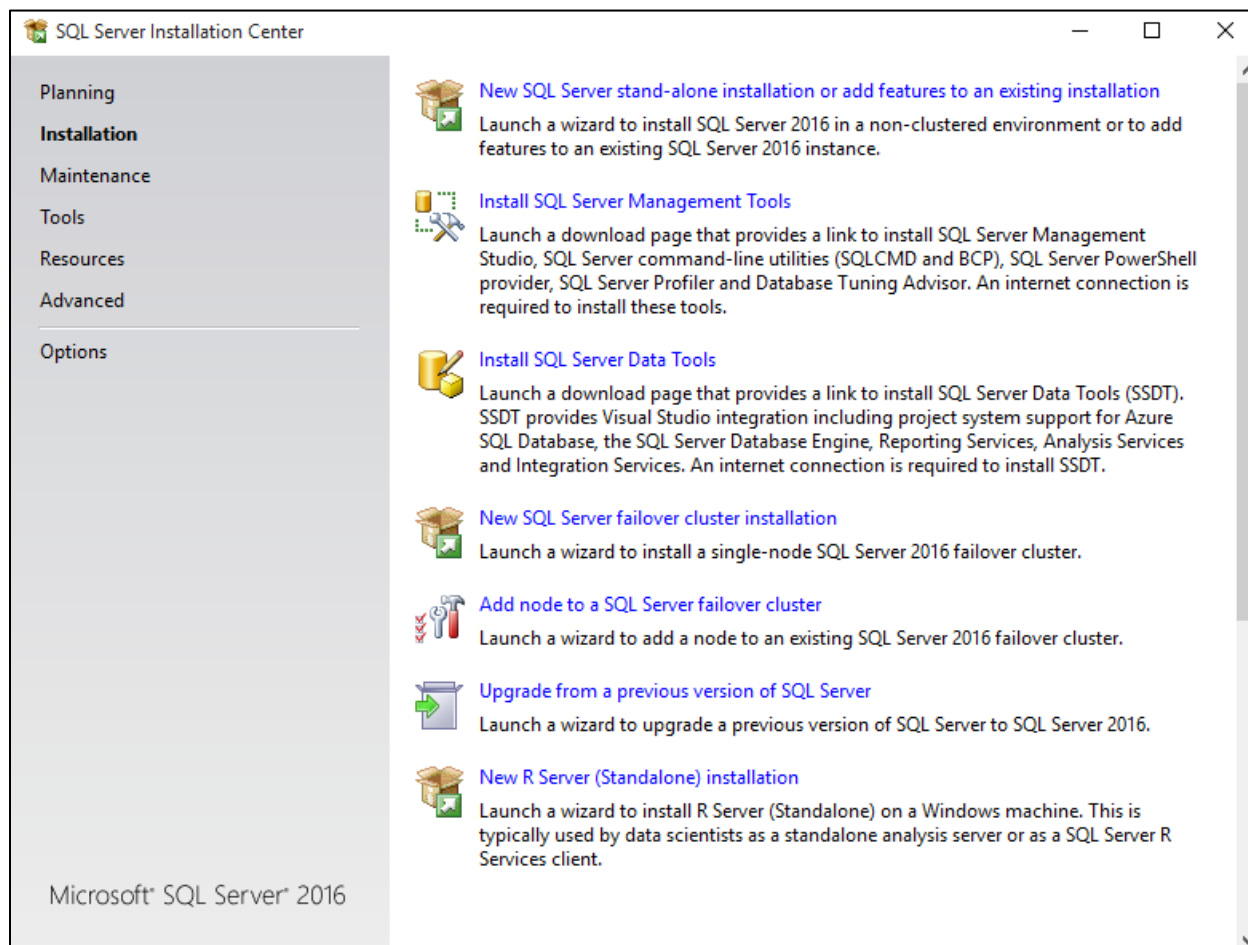 SQL Server Installation Center
Planning
Installation
Maintenance
Tools
Resources
Advanced
Options
Microsoft® SQL Server® 2016
New SQL Server stand-alone installation or add features to an existing installation
Launch a wizard to install SQL Server 2016 in a non-clustered environment or to add
features to an existing SQL Server 2016 instance.
Install SQL Server Management Tools
Launch a download page that provides a link to install SQL Server Management
Studio, SQL Server command-line utilities (SQLCMD and BCP), SQL Server PowerShell
provider, SQL Server Profiler and Database Tuning Advisor. An internet connection is
required to install these tools.
Install SQL Server Data Tools
Launch a download page that provides a link to install SQL Server Data Tools (SSDT).
SSDT provides Visual Studio integration including project system support for Azure
SQL Database, the SQL Server Database Engine, Reporting Services, Analysis Services
and Integration Services. An internet connection is required to install SSDT.
New SQL Server failover cluster installation
Launch a wizard to install a single-node SQL Server 2016 failover cluster.
Add node to a SQL Server failover cluster
Launch a wizard to add a node to an existing SQL Server 2016 failover cluster.
Upgrade from a previous version of SQL Server
Launch a wizard to upgrade a previous version of SQL Server to SQL Server 2016.
New R Server (Standalone) installation
Launch a wizard to install R Server (Standalone) on a Windows machine. This is
typically used by data scientists as a standalone analysis server or as a SQL Server R
Services client.